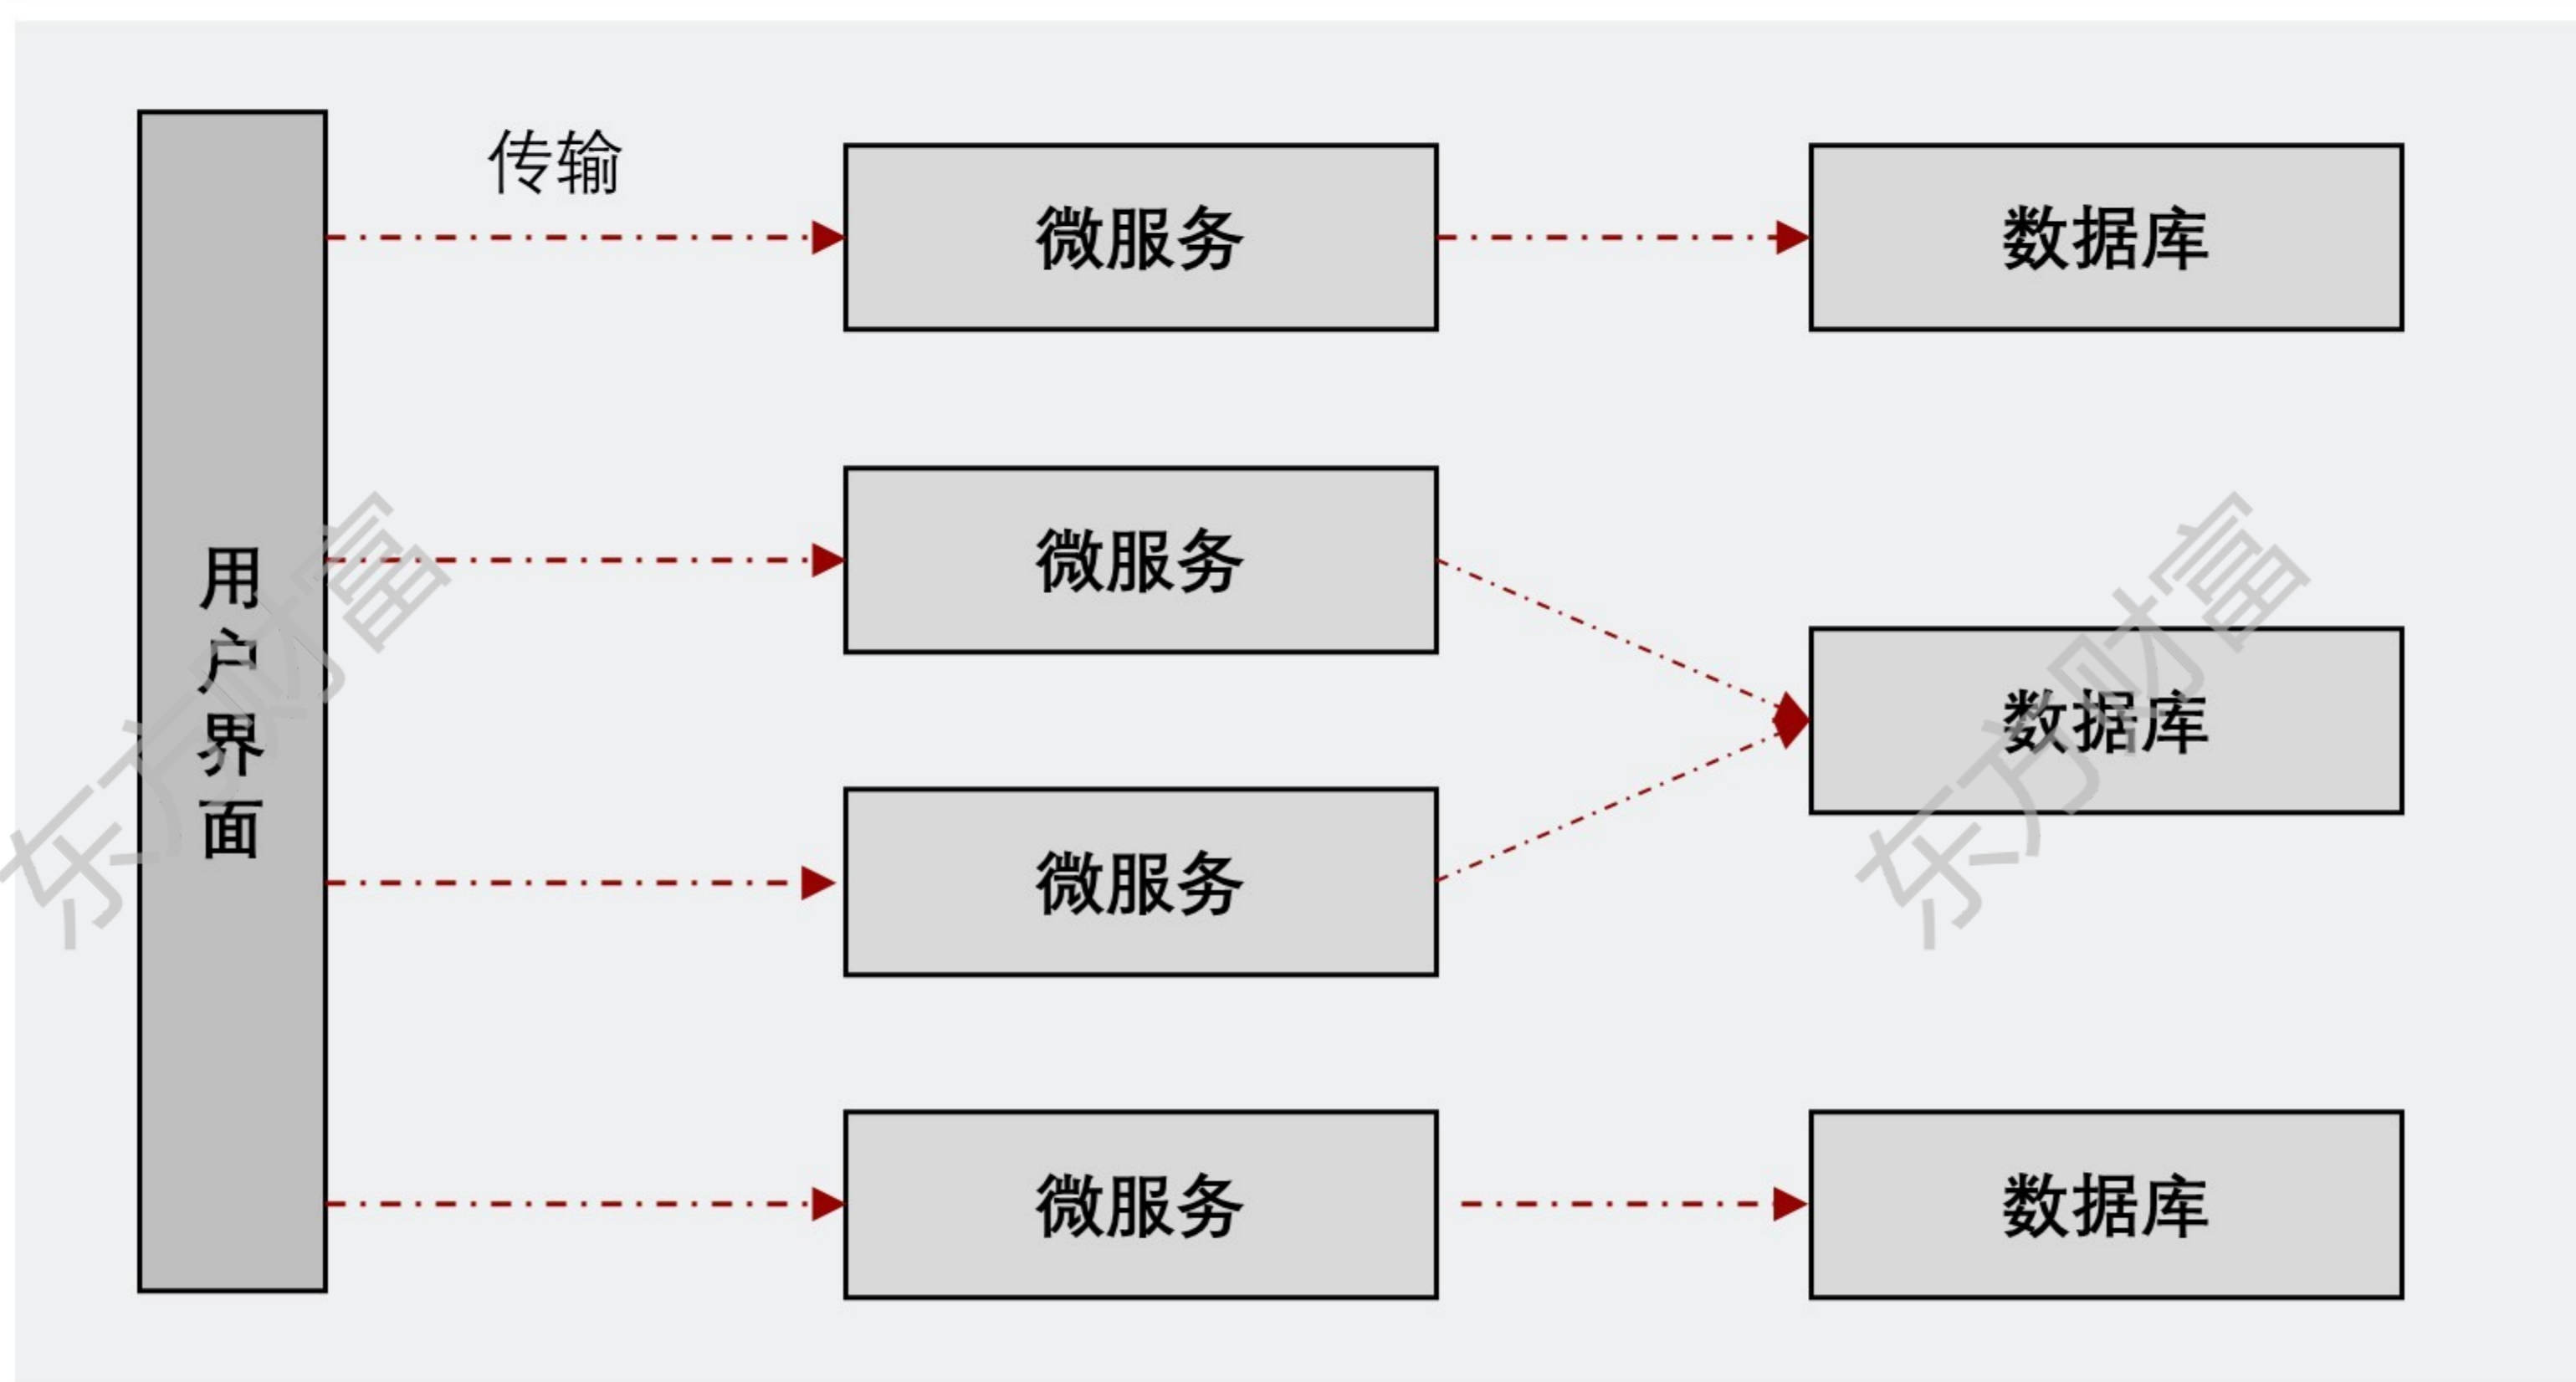 传输
用户界面
微服务
数据库
微服务
数据库
微服务
微服务
数据库
东方财富
东方财富